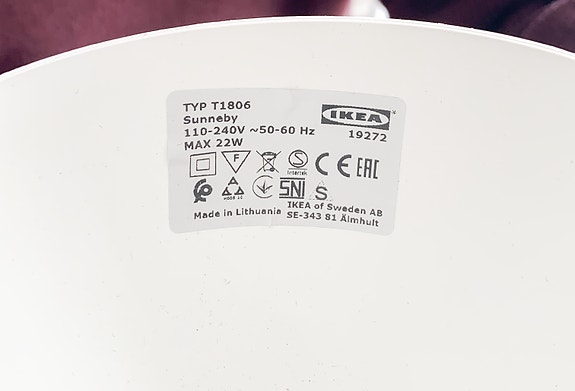 TYP T1806
Sunneby
110-240V ~50-60 Hz
MAX 22W
IKEA
19272
F
S
Intertek
CE
EAC
SNI
S
Made in Lithuania
IKEA of Sweden AB
SE-343 81 Älmhult